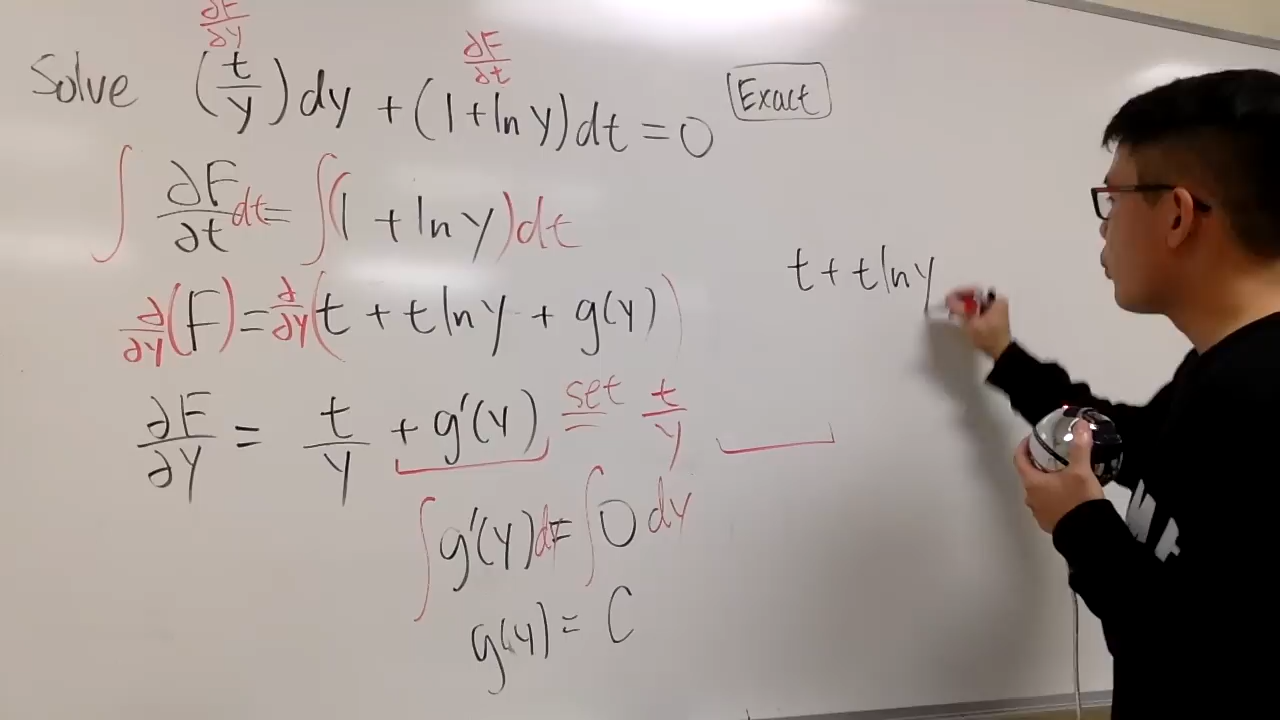 ∂F/∂y ∂F/∂t
Solve (t/y)dy + (1+ln y)dt = 0 Exact
∫ ∂F/∂t dt = ∫(1 + ln y)dt
∂/∂y(F) = ∂/∂y(t + t ln y + g(y))
t + t ln y
∂F/∂y = t/y + g'(y) set = t/y
∫ g'(y)dy = ∫ 0 dy
g(y) = C